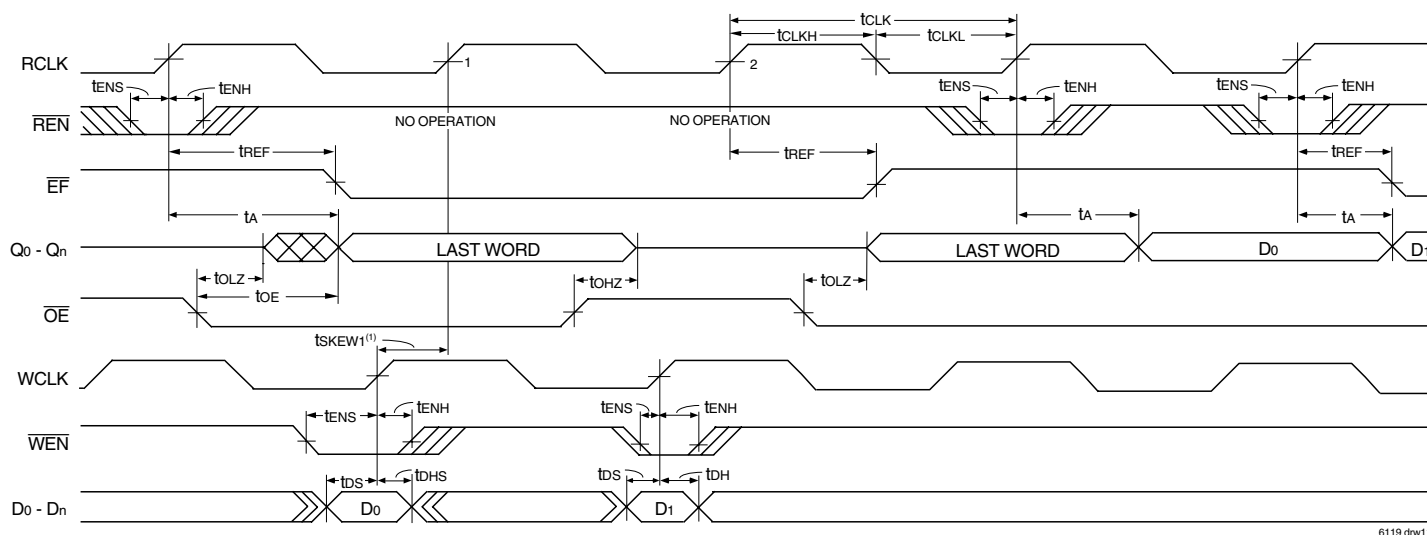 tCLK
tCLKH tCLKL
RCLK 1 2
tENS tENH tENS tENH tENS tENH
REN NO OPERATION NO OPERATION
tREF tREF tREF
EF
tA tA tA
Q0 - Qn LAST WORD LAST WORD D0 D1
tOLZ tOHZ tOLZ
tOE
OE
tSKEW1(1)
WCLK
tENS tENH tENS tENH
WEN
tDS tDHS tDS tDH
D0 - Dn D0 D1